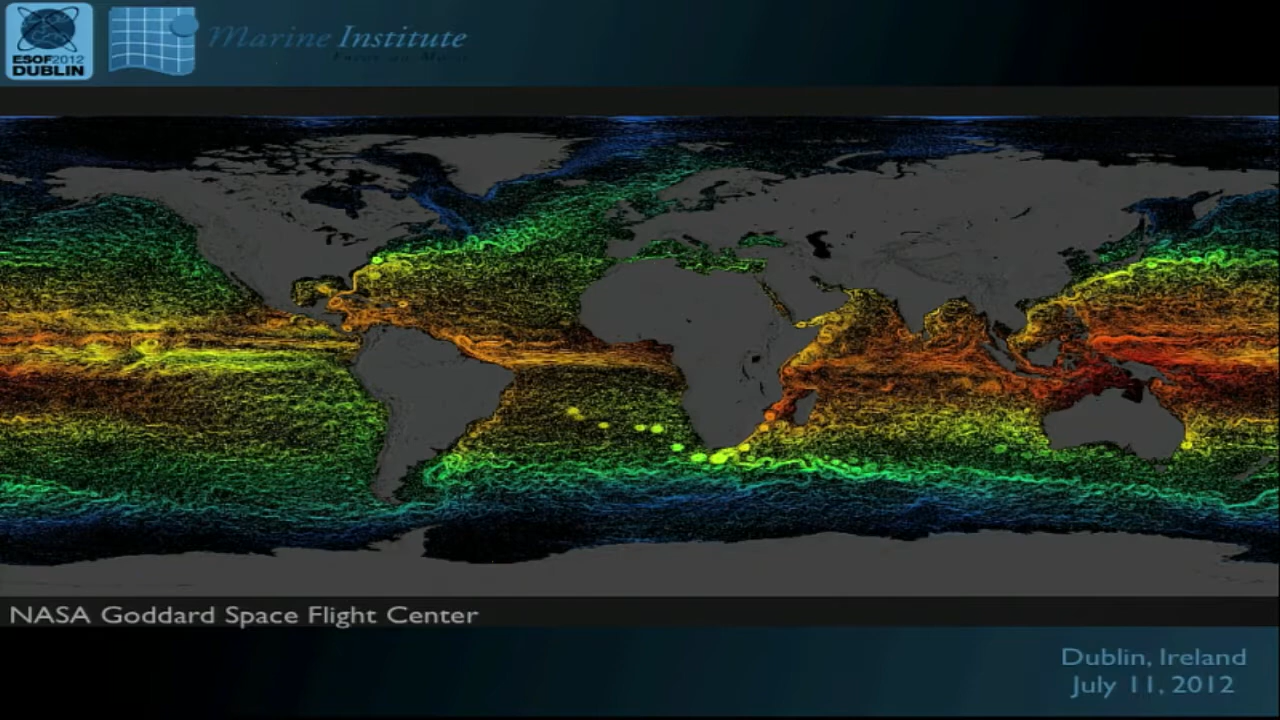 ESOF2012
DUBLIN
Marine Institute
NASA Goddard Space Flight Center
Dublin, Ireland
July 11, 2012